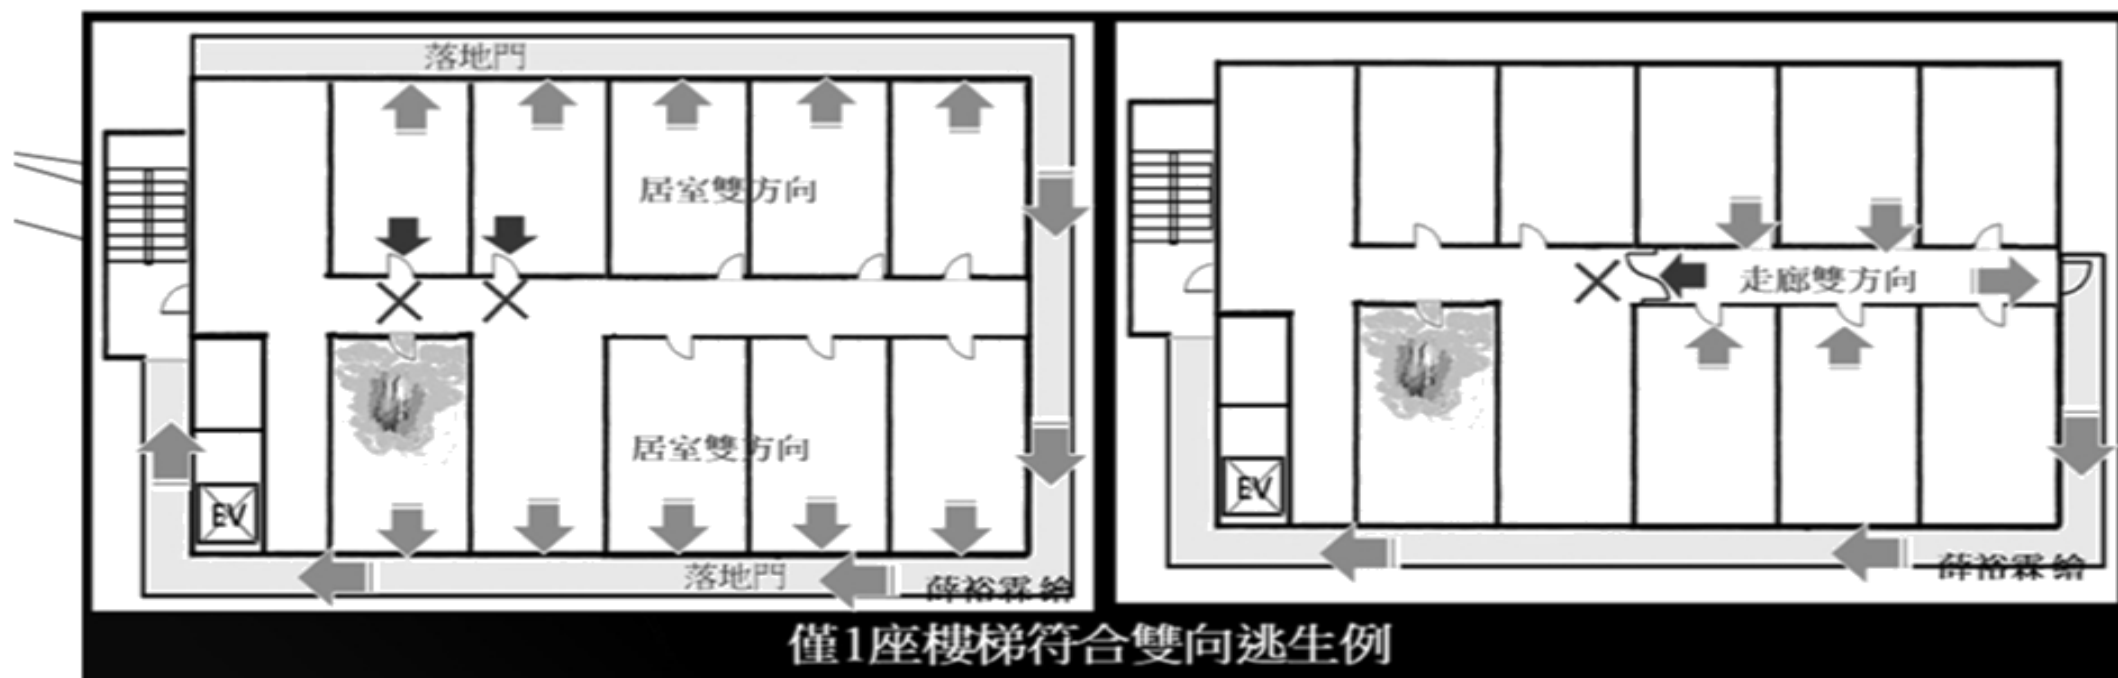 落地門
居室雙方向
居室雙方向
EV
落地門
薛裕霖 繪
走廊雙方向
EV
薛裕霖 繪
僅1座樓梯符合雙向逃生例